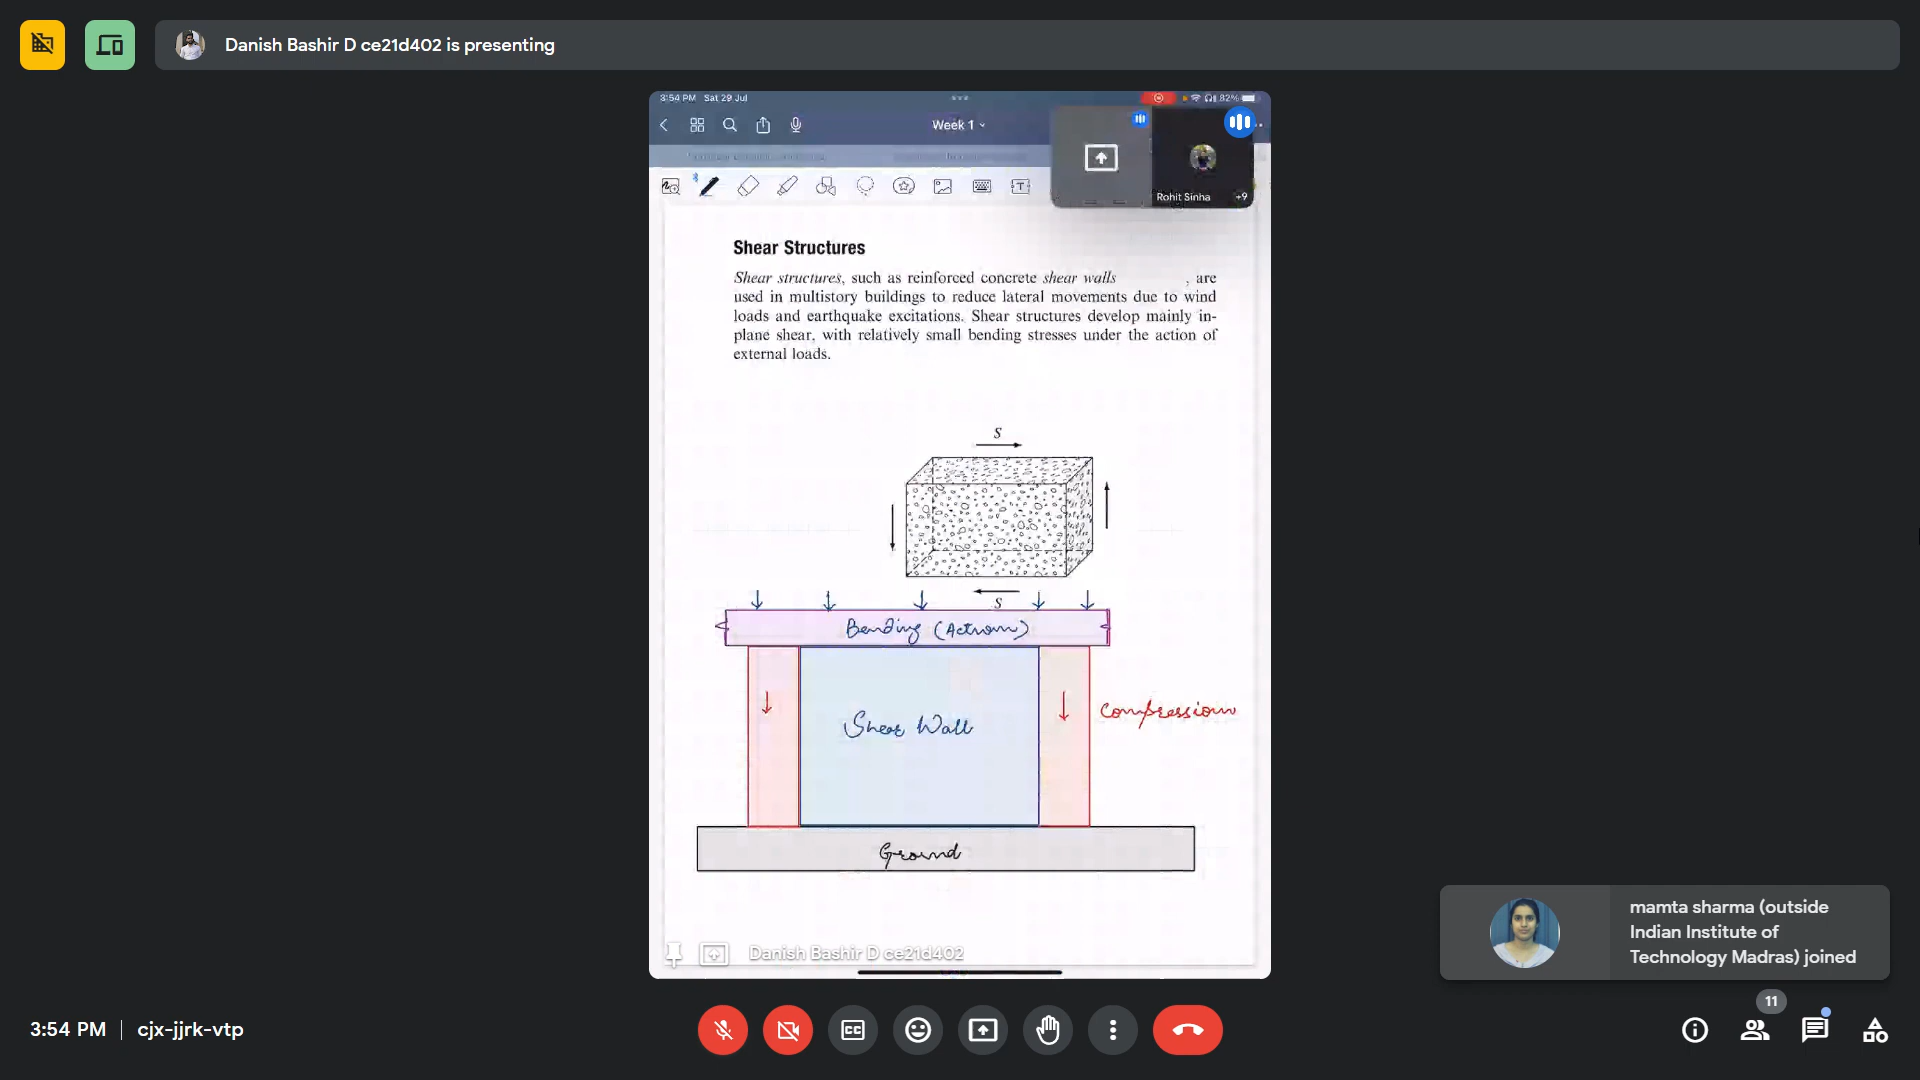 Danish Bashir D ce21d402 is presenting
3:54 PM Sat 29 Jul
82%
Week 1
Rohit Sinha +9
Shear Structures
Shear structures, such as reinforced concrete shear walls , are
used in multistory buildings to reduce lateral movements due to wind
loads and earthquake excitations. Shear structures develop mainly in-
plane shear, with relatively small bending stresses under the action of
external loads.
S
S
Bending (Action)
Shear Wall
Compression
Ground
Danish Bashir D ce21d402
mamta sharma (outside
Indian Institute of
Technology Madras) joined
3:54 PM | cjx-jjrk-vtp
11